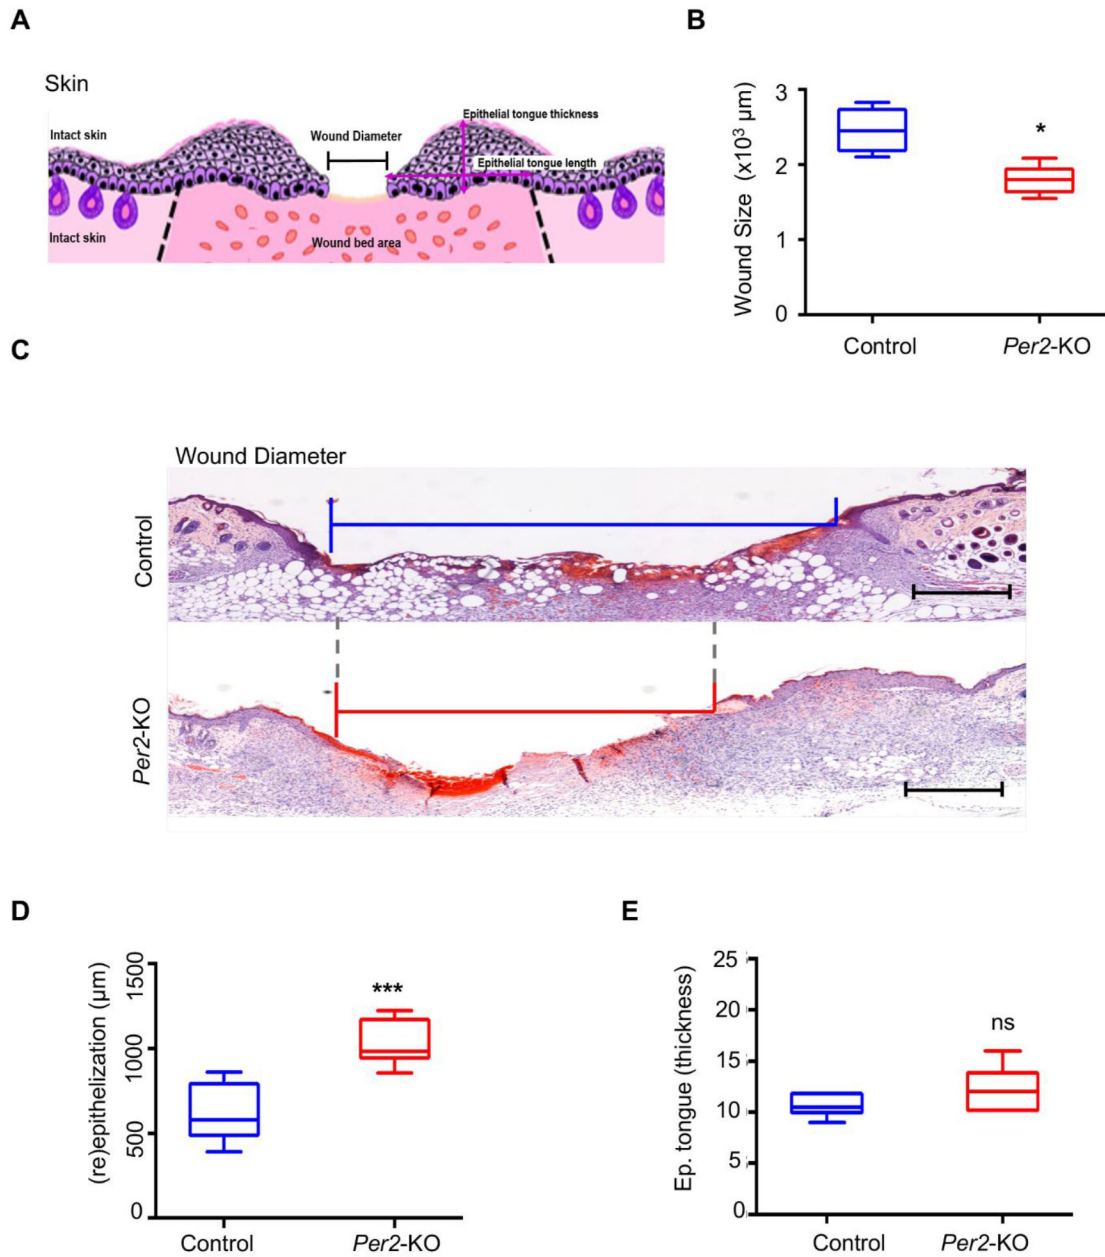 A
Skin
Intact skin
Wound Diameter
Epithelial tongue thickness
Epithelial tongue length
Intact skin
Wound bed area
B
Wound Size (x10³ µm)
3
2
1
0
*
Control
Per2-KO
C
Wound Diameter
Control
Per2-KO
D
(re)epithelization (µm)
1500
1000
500
0
***
Control
Per2-KO
E
Ep. tongue (thickness)
25
20
15
10
5
0
ns
Control
Per2-KO